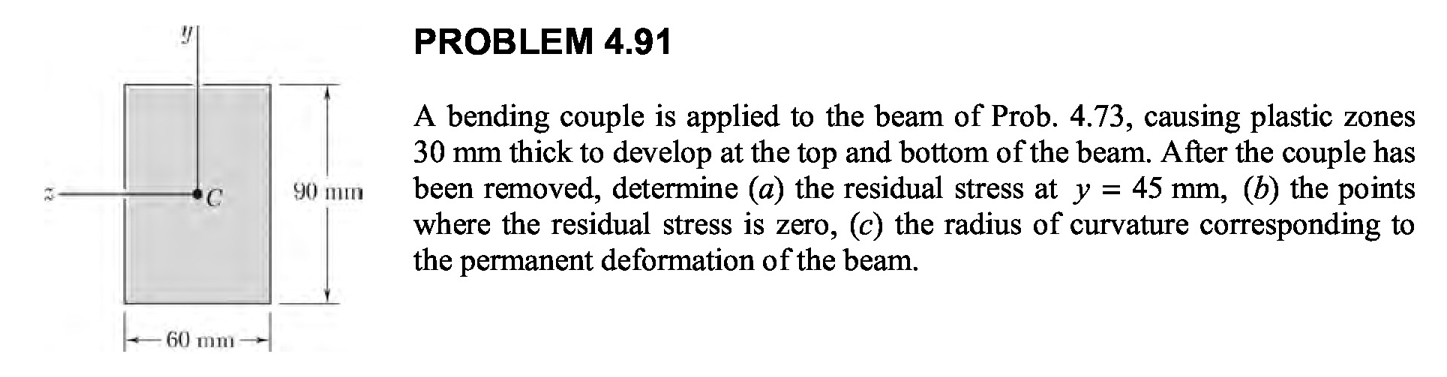 y
PROBLEM 4.91
A bending couple is applied to the beam of Prob. 4.73, causing plastic zones
30 mm thick to develop at the top and bottom of the beam. After the couple has
z
C
90 mm
been removed, determine (a) the residual stress at y = 45 mm, (b) the points
where the residual stress is zero, (c) the radius of curvature corresponding to
the permanent deformation of the beam.
60 mm